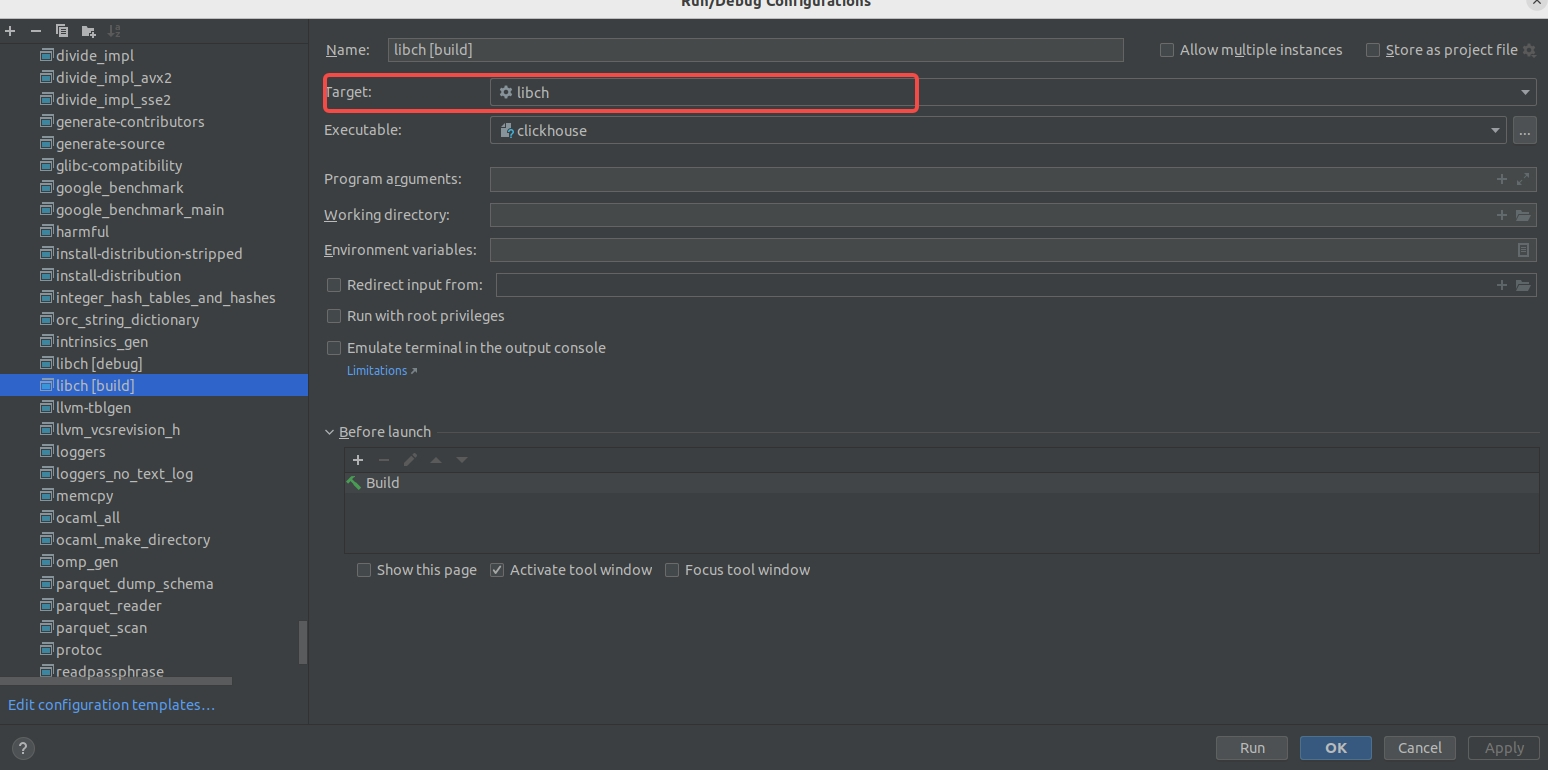 Run/Debug Configurations
divide_impl
divide_impl_avx2
divide_impl_sse2
generate-contributors
generate-source
glibc-compatibility
google_benchmark
google_benchmark_main
harmful
install-distribution-stripped
install-distribution
integer_hash_tables_and_hashes
orc_string_dictionary
intrinsics_gen
libch [debug]
libch [build]
llvm-tblgen
llvm_vcsrevision_h
loggers
loggers_no_text_log
memcpy
ocaml_all
ocaml_make_directory
omp_gen
parquet_dump_schema
parquet_reader
parquet_scan
protoc
readpassphrase
Edit configuration templates...
Name: libch [build] Allow multiple instances Store as project file
Target: libch
Executable: clickhouse ...
Program arguments:
Working directory:
Environment variables:
Redirect input from:
Run with root privileges
Emulate terminal in the output console
Limitations
Before launch
Build
Show this page Activate tool window Focus tool window
? Run OK Cancel Apply